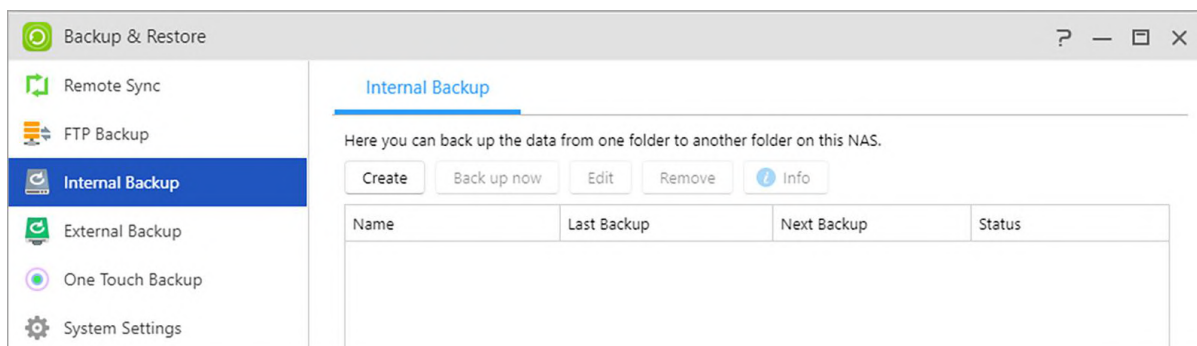 Backup & Restore
Remote Sync
FTP Backup
Internal Backup
External Backup
One Touch Backup
System Settings
Internal Backup
Here you can back up the data from one folder to another folder on this NAS.
Create Back up now Edit Remove Info
Name Last Backup Next Backup Status